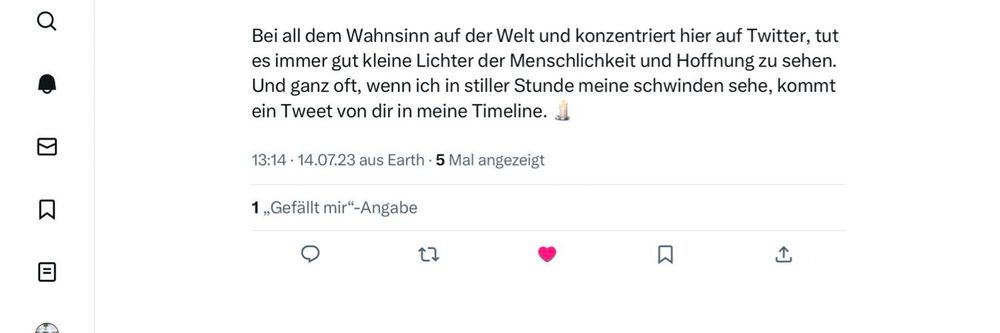 Bei all dem Wahnsinn auf der Welt und konzentriert hier auf Twitter, tut
es immer gut kleine Lichter der Menschlichkeit und Hoffnung zu sehen.
Und ganz oft, wenn ich in stiller Stunde meine schwinden sehe, kommt
ein Tweet von dir in meine Timeline. 🕯️
13:14 · 14.07.23 aus Earth · 5 Mal angezeigt
1 „Gefällt mir“-Angabe